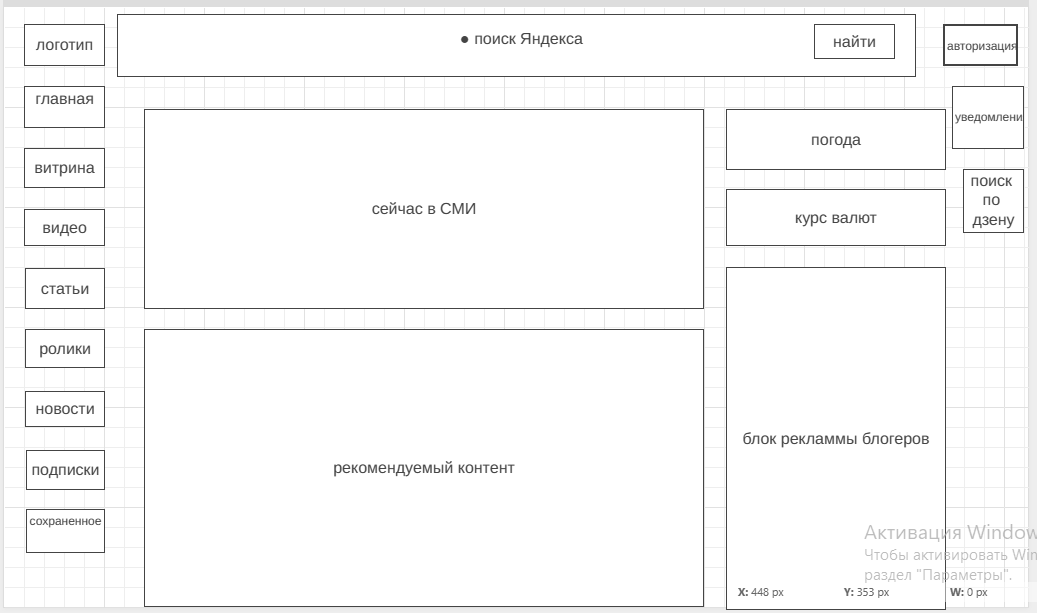 логотип
● поиск Яндекса
найти
авторизация
главная
уведомлени
погода
витрина
поиск
по
дзену
сейчас в СМИ
курс валют
видео
статьи
ролики
новости
блок рекламмы блогеров
рекомендуемый контент
подписки
сохраненное
Активация Window
Чтобы активировать Win
раздел "Параметры".
X: 448 px Y: 353 px W: 0 px